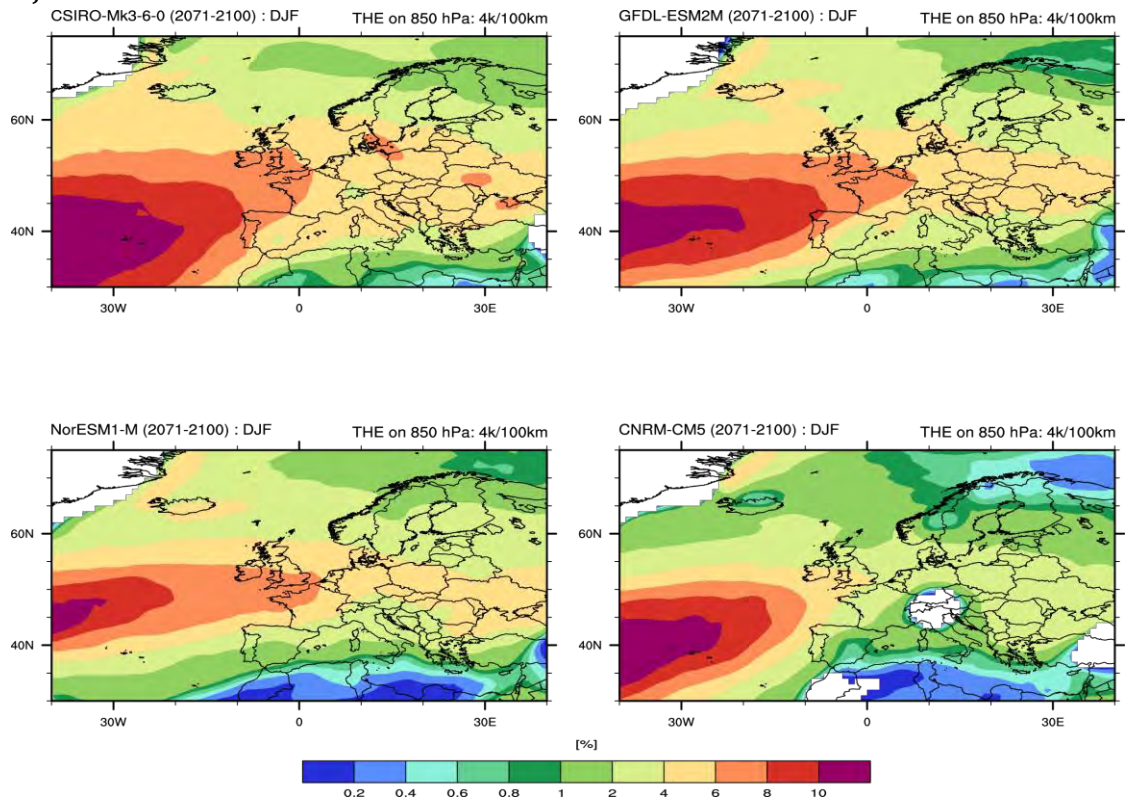 )
CSIRO-Mk3-6-0 (2071-2100) : DJF THE on 850 hPa: 4k/100km
GFDL-ESM2M (2071-2100) : DJF THE on 850 hPa: 4k/100km
60N 60N
40N 40N
30W 0 30E 30W 0 30E
NorESM1-M (2071-2100) : DJF THE on 850 hPa: 4k/100km
CNRM-CM5 (2071-2100) : DJF THE on 850 hPa: 4k/100km
60N 60N
40N 40N
30W 0 30E 30W 0 30E
[%]
0.2 0.4 0.6 0.8 1 2 4 6 8 10